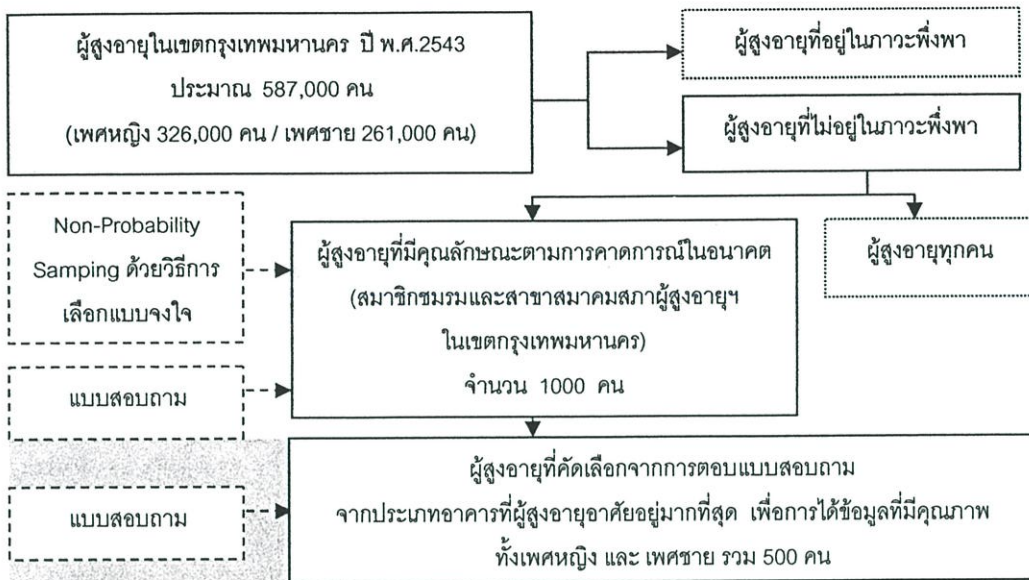 ผู้สูงอายุในเขตกรุงเทพมหานคร ปี พ.ศ.2543
ประมาณ 587,000 คน
(เพศหญิง 326,000 คน / เพศชาย 261,000 คน)
ผู้สูงอายุที่อยู่ในภาวะพึ่งพา
ผู้สูงอายุที่ไม่อยู่ในภาวะพึ่งพา
Non-Probability
Samping ด้วยวิธีการ
เลือกแบบจงใจ
ผู้สูงอายุที่มีคุณลักษณะตามการคาดการณ์ในอนาคต
(สมาชิกชมรมและสาขาสมาคมสภาผู้สูงอายุฯ
ในเขตกรุงเทพมหานคร)
จำนวน 1000 คน
ผู้สูงอายุทุกคน
แบบสอบถาม
แบบสอบถาม
ผู้สูงอายุที่คัดเลือกจากการตอบแบบสอบถาม
จากประเภทอาคารที่ผู้สูงอายุอาศัยอยู่มากที่สุด เพื่อการได้ข้อมูลที่มีคุณภาพ
ทั้งเพศหญิง และ เพศชาย รวม 500 คน